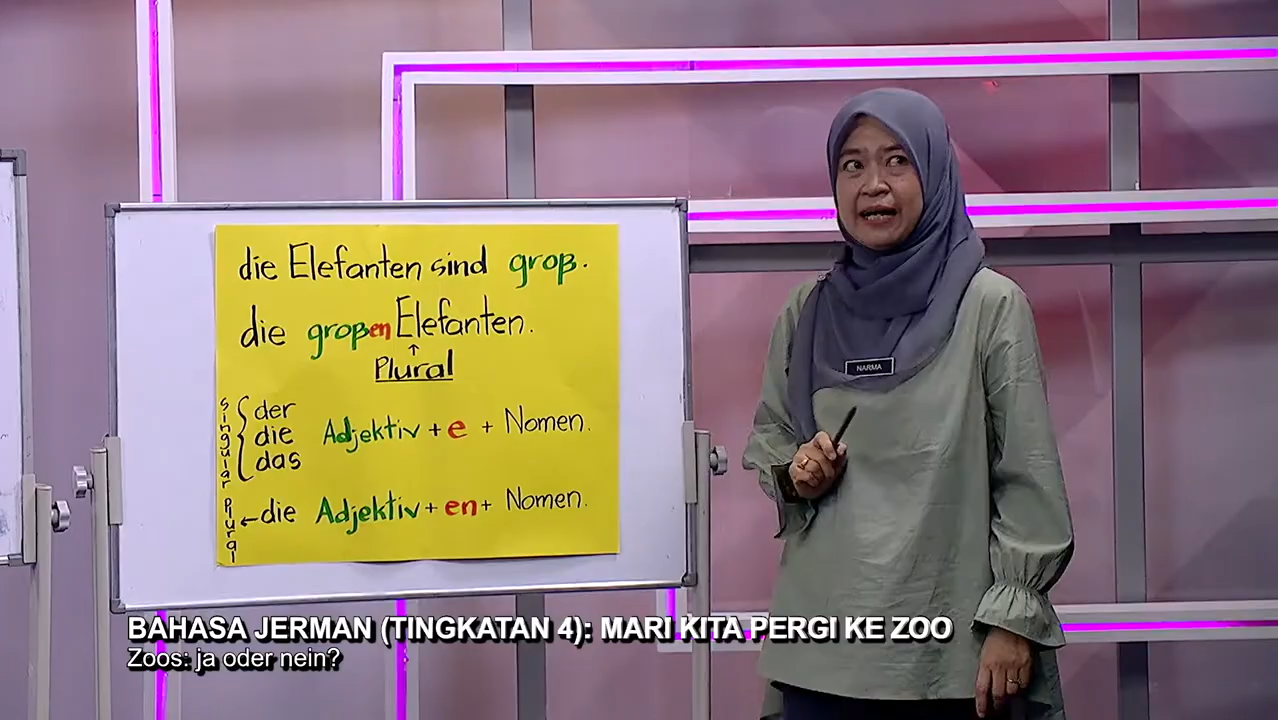 die Elefanten sind groß.
die großen Elefanten.
↑
Plural
Singular { der
die
das
Adjektiv + e + Nomen.
Plural ← die Adjektiv + en + Nomen.
NARMA
BAHASA JERMAN (TINGKATAN 4): MARI KITA PERGI KE ZOO
Zoos: ja oder nein?